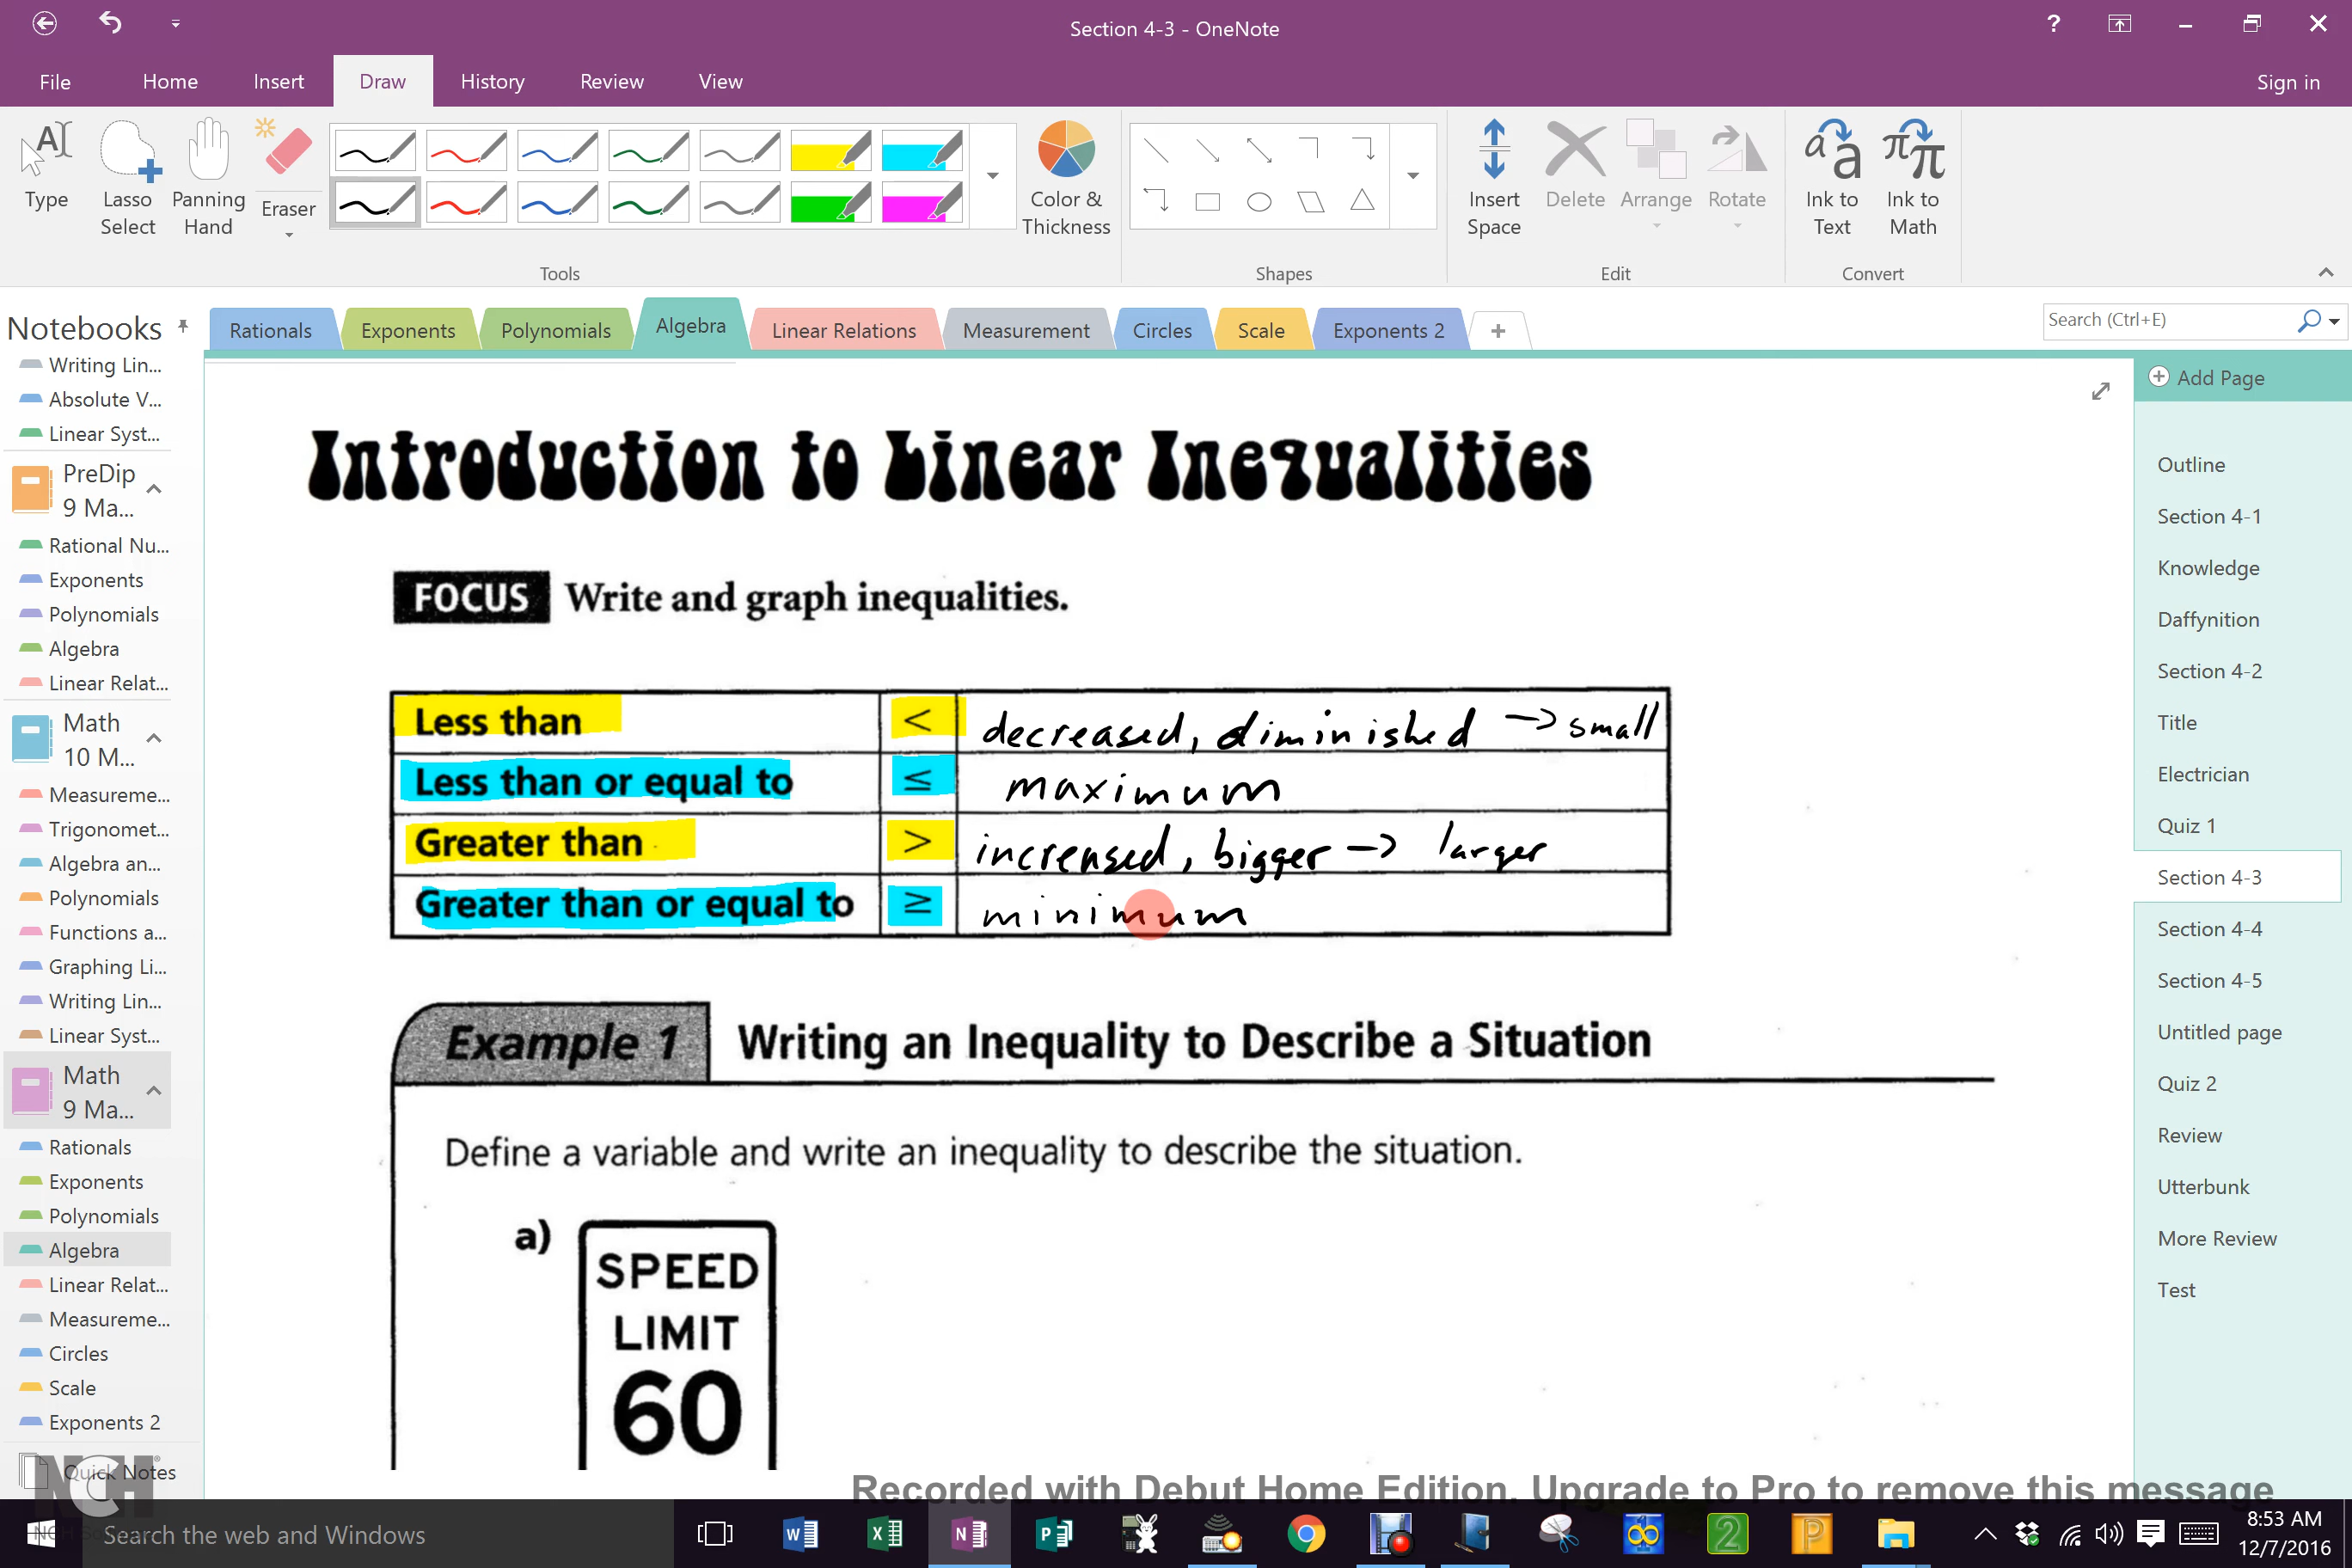 Section 4-3 - OneNote
?
File Home Insert Draw History Review View Sign in
Type
Lasso Select
Panning Hand
Eraser
Color & Thickness
Insert Space
Delete
Arrange
Rotate
Ink to Text
Ink to Math
Tools Shapes Edit Convert
Notebooks
Rationals Exponents Polynomials Algebra Linear Relations Measurement Circles Scale Exponents 2 +
Search (Ctrl+E)
Writing Lin...
Absolute V...
Linear Syst...
PreDip
9 Ma...
Rational Nu...
Exponents
Polynomials
Algebra
Linear Relat...
Math
10 M...
Measureme...
Trigonomet...
Algebra an...
Polynomials
Functions a...
Graphing Li...
Writing Lin...
Linear Syst...
Math
9 Ma...
Rationals
Exponents
Polynomials
Algebra
Linear Relat...
Measureme...
Circles
Scale
Exponents 2
Quick Notes
NCH
Introduction to Linear Inequalities
FOCUS Write and graph inequalities.
Less than < decreased, diminished → small
Less than or equal to ≤ maximum
Greater than > increased, bigger → larger
Greater than or equal to ≥ minimum
Example 1 Writing an Inequality to Describe a Situation
Define a variable and write an inequality to describe the situation.
a)
SPEED
LIMIT
60
Add Page
Outline
Section 4-1
Knowledge
Daffynition
Section 4-2
Title
Electrician
Quiz 1
Section 4-3
Section 4-4
Section 4-5
Untitled page
Quiz 2
Review
Utterbunk
More Review
Test
Recorded with Debut Home Edition. Upgrade to Pro to remove this message
Search the web and Windows
8:53 AM
12/7/2016